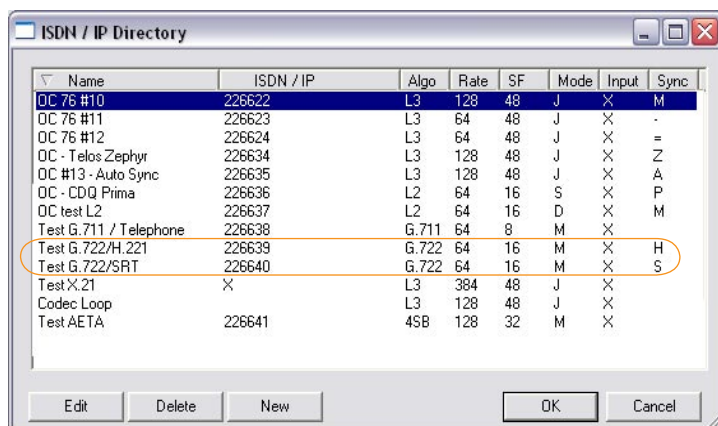 ISDN / IP Directory
Name ISDN / IP Algo Rate SF Mode Input Sync
OC 76 #10 226622 L3 128 48 J X M
OC 76 #11 226623 L3 64 48 J X -
OC 76 #12 226624 L3 64 48 J X =
OC - Telos Zephyr 226634 L3 128 48 J X Z
OC #13 - Auto Sync 226635 L3 128 48 J X A
OC - CDQ Prima 226636 L2 64 16 S X P
OC test L2 226637 L2 64 16 D X M
Test G.711 / Telephone 226638 G.711 64 8 M X
Test G.722/H.221 226639 G.722 64 16 M X H
Test G.722/SRT 226640 G.722 64 16 M X S
Test X.21 X L3 384 48 J X
Codec Loop L3 128 48 J X
Test AETA 226641 4SB 128 32 M X
Edit Delete New OK Cancel